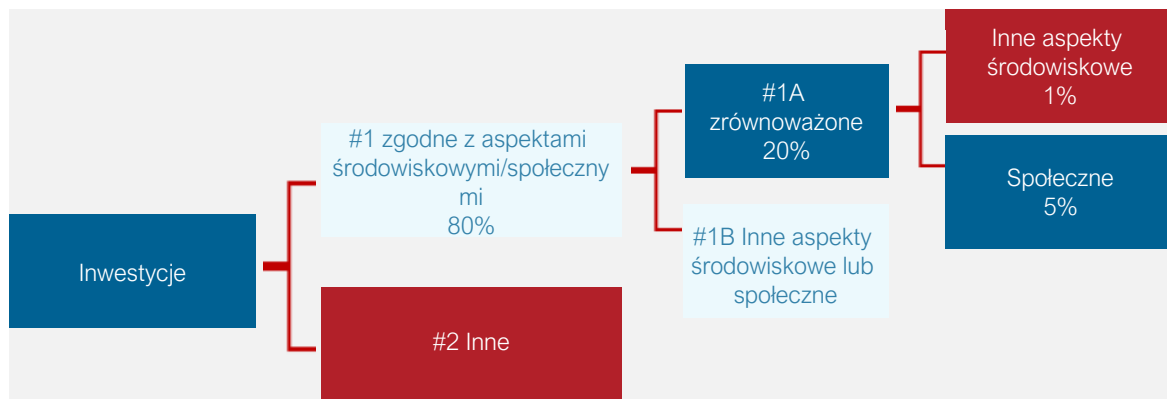 Inwestycje
#1 zgodne z aspektami
środowiskowymi/społeczny
mi
80%
#2 Inne
#1A
zrównoważone
20%
#1B Inne aspekty
środowiskowe lub
społeczne
Inne aspekty
środowiskowe
1%
Społeczne
5%